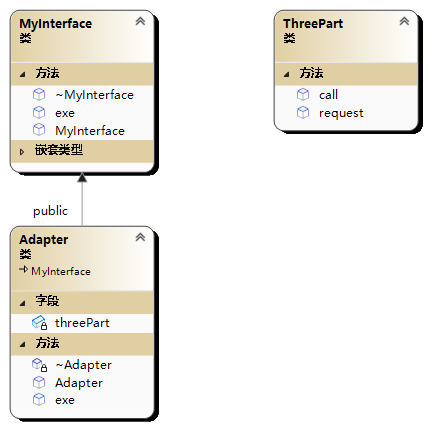 MyInterface
类
方法
~MyInterface
exe
MyInterface
嵌套类型
ThreePart
类
方法
call
request
public
Adapter
类
MyInterface
字段
threePart
方法
~Adapter
Adapter
exe